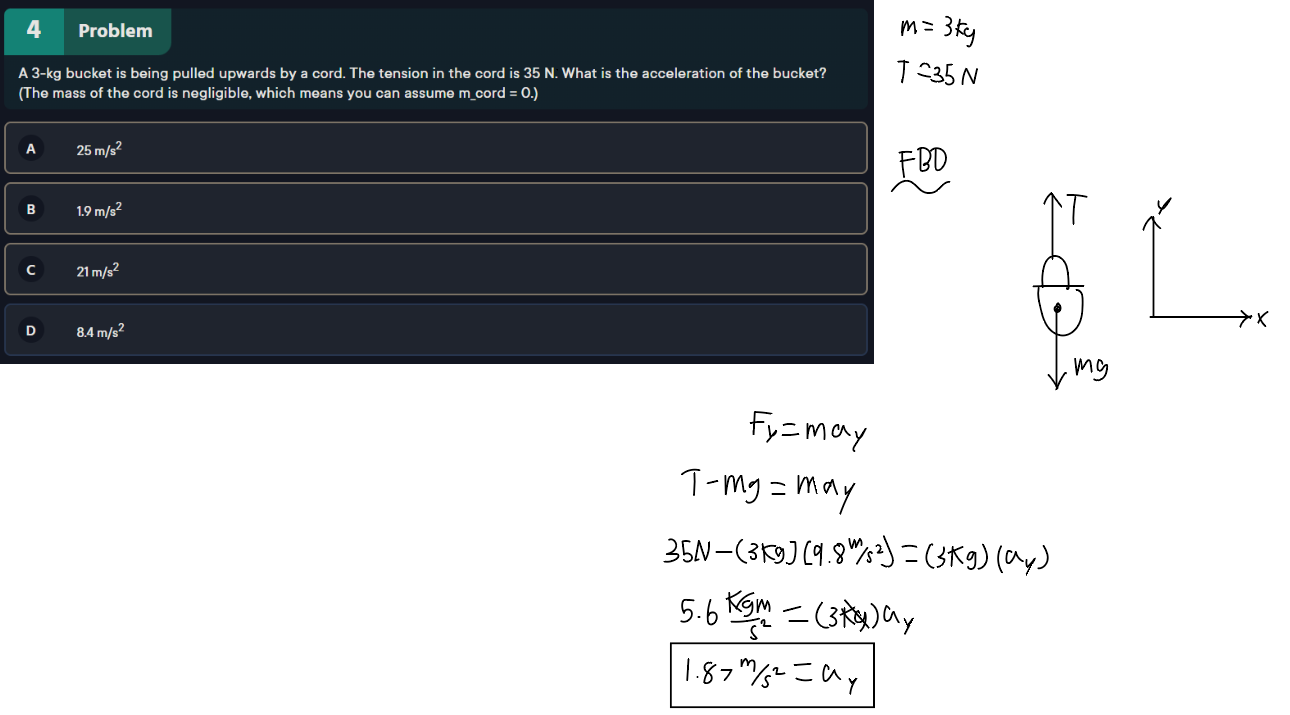 4 Problem
A 3-kg bucket is being pulled upwards by a cord. The tension in the cord is 35 N. What is the acceleration of the bucket?
(The mass of the cord is negligible, which means you can assume m_cord = 0.)
A 25 m/s²
B 1.9 m/s²
C 21 m/s²
D 8.4 m/s²
m = 3kg
T = 35 N
FBD
T
y
x
mg
Fy = may
T - mg = may
35N - (3kg)(9.8 m/s²) = (3kg)(ay)
5.6 kgm/s² = (3kg)ay
1.87 m/s² = ay